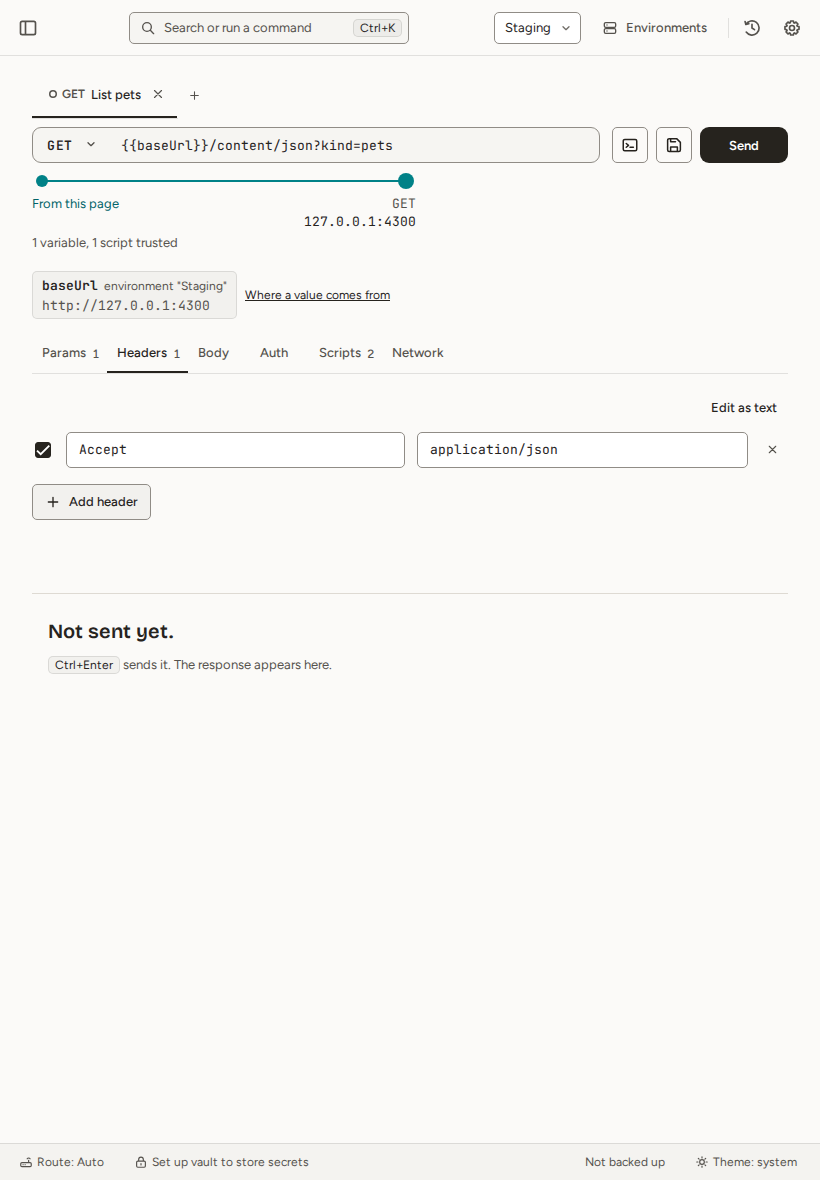 Search or run a command Ctrl+K Staging Environments
GET List pets
GET {{baseUrl}}/content/json?kind=pets Send
From this page GET
127.0.0.1:4300
1 variable, 1 script trusted
baseUrl environment "Staging"
http://127.0.0.1:4300
Where a value comes from
Params 1 Headers 1 Body Auth Scripts 2 Network
Edit as text
Accept application/json
Add header
Not sent yet.
Ctrl+Enter sends it. The response appears here.
Route: Auto Set up vault to store secrets Not backed up Theme: system